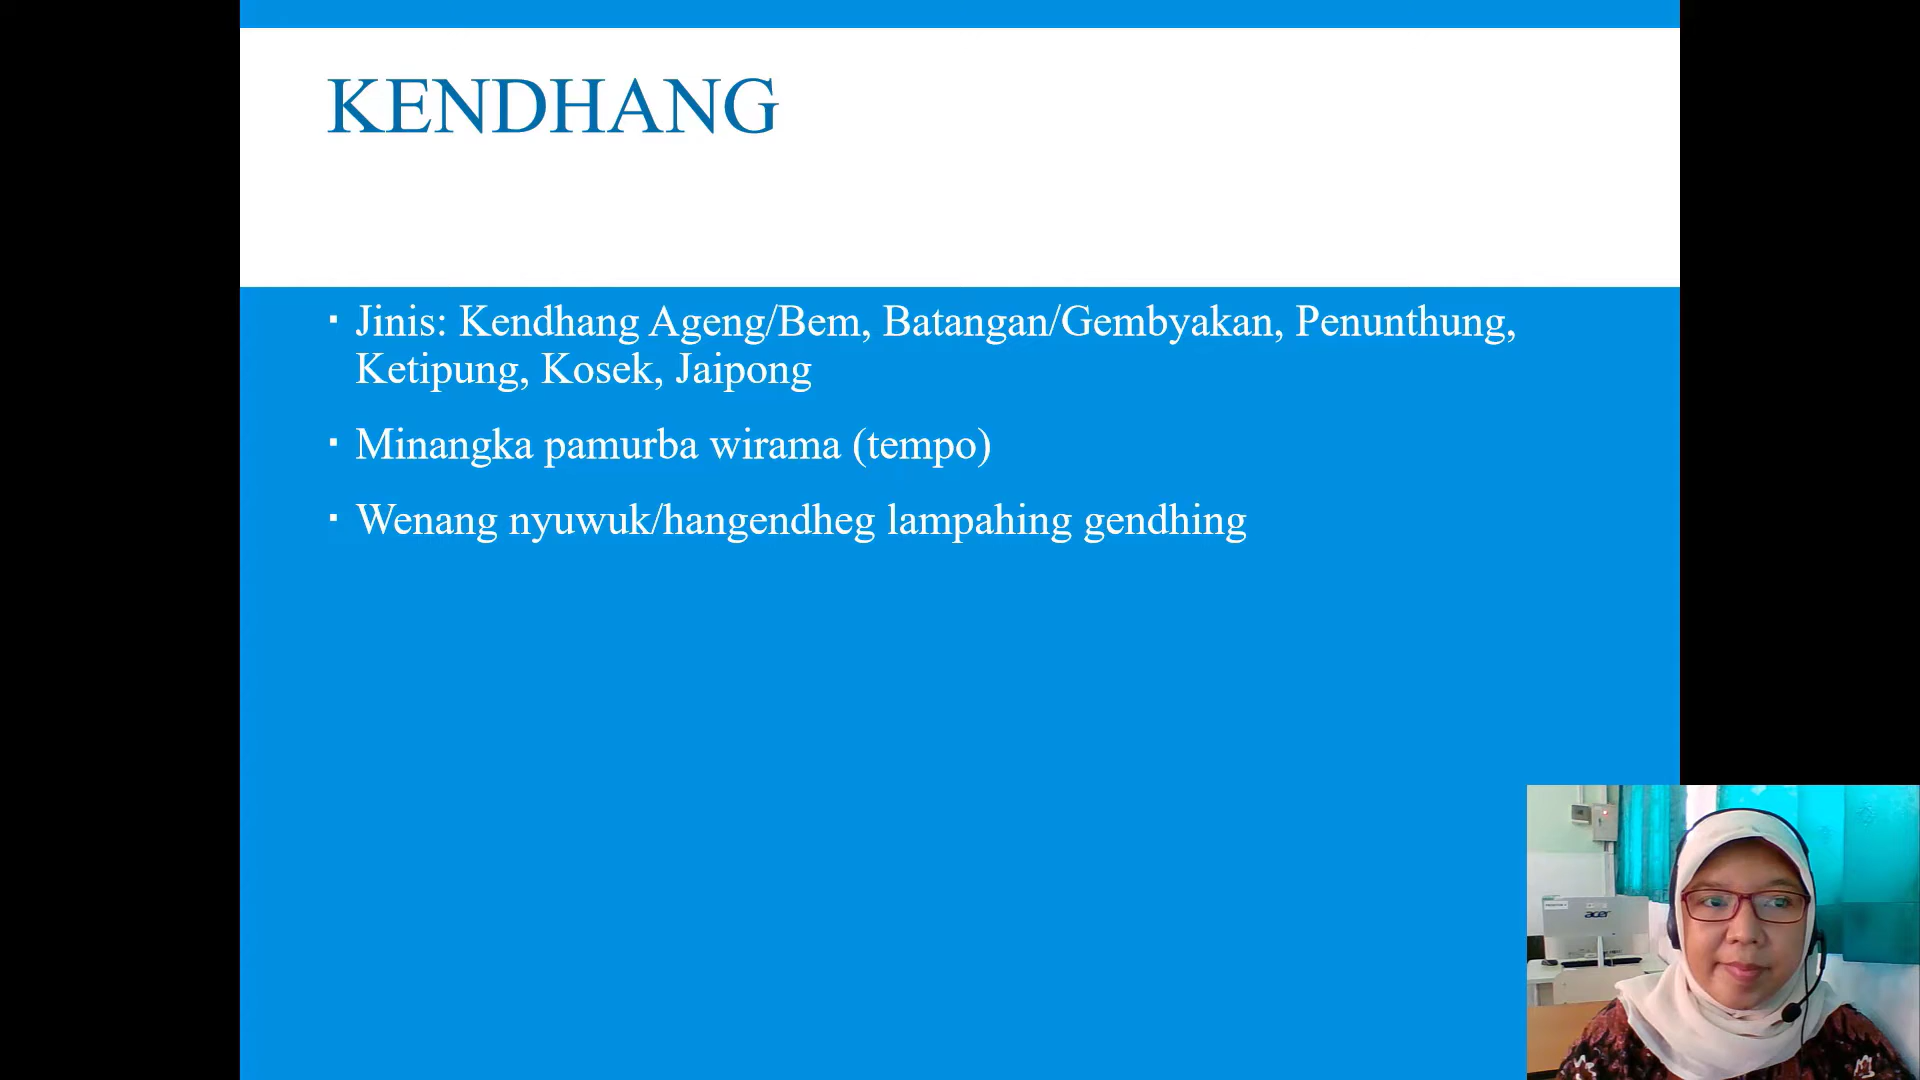 KENDHANG
▪ Jinis: Kendhang Ageng/Bem, Batangan/Gembyakan, Penunthung,
Ketipung, Kosek, Jaipong
▪ Minangka pamurba wirama (tempo)
▪ Wenang nyuwuk/hangendheg lampahing gendhing
acer